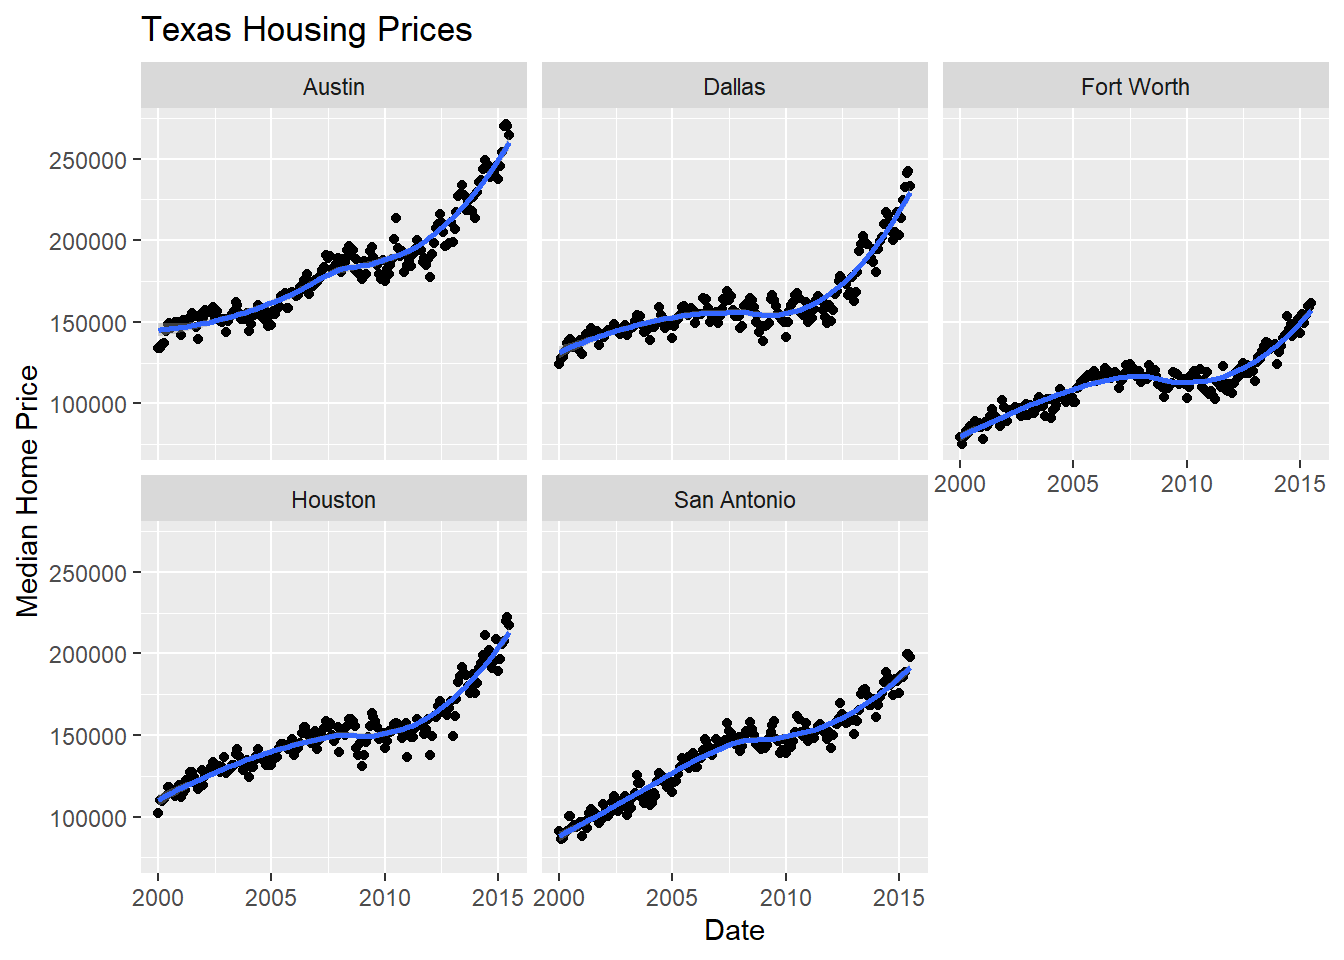 Texas Housing Prices
Austin
Dallas
Fort Worth
250000
200000
150000
100000
2000 2005 2010 2015
Houston
San Antonio
250000
200000
150000
100000
2000 2005 2010 2015
2000 2005 2010 2015
Median Home Price
Date